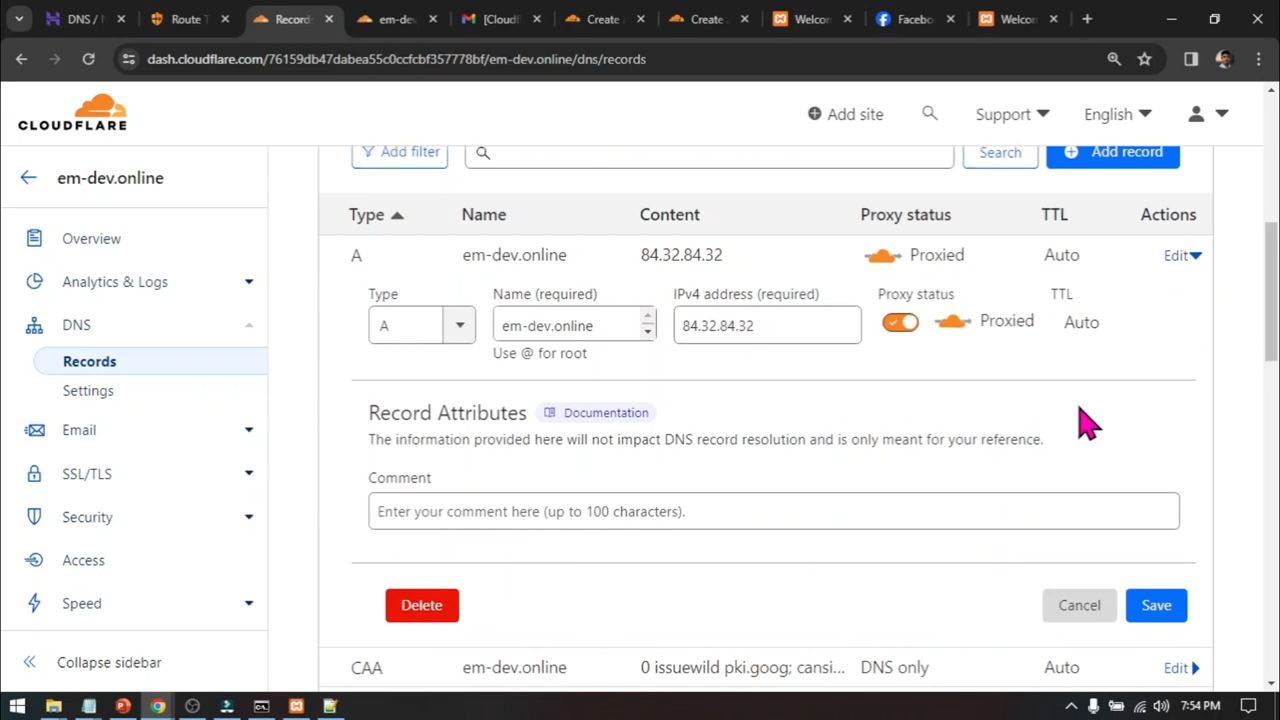 DNS / N
Route T
Records
em-dev.
[Cloudf
Create
Create
Welcom
Facebo
Welcom
dash.cloudflare.com/76159db47dabea55c0ccfcbf357778bf/em-dev.online/dns/records
CLOUDFLARE
Add site
Support
English
em-dev.online
Overview
Analytics & Logs
DNS
Records
Settings
Email
SSL/TLS
Security
Access
Speed
Collapse sidebar
Add filter
Search
Add record
Type Name Content Proxy status TTL Actions
A em-dev.online 84.32.84.32 Proxied Auto Edit
Type Name (required) IPv4 address (required) Proxy status TTL
A em-dev.online 84.32.84.32 Proxied Auto
Use @ for root
Record Attributes Documentation
The information provided here will not impact DNS record resolution and is only meant for your reference.
Comment
Enter your comment here (up to 100 characters).
Delete Cancel Save
CAA em-dev.online 0 issuewild pki.goog; cansi... DNS only Auto Edit
7:54 PM